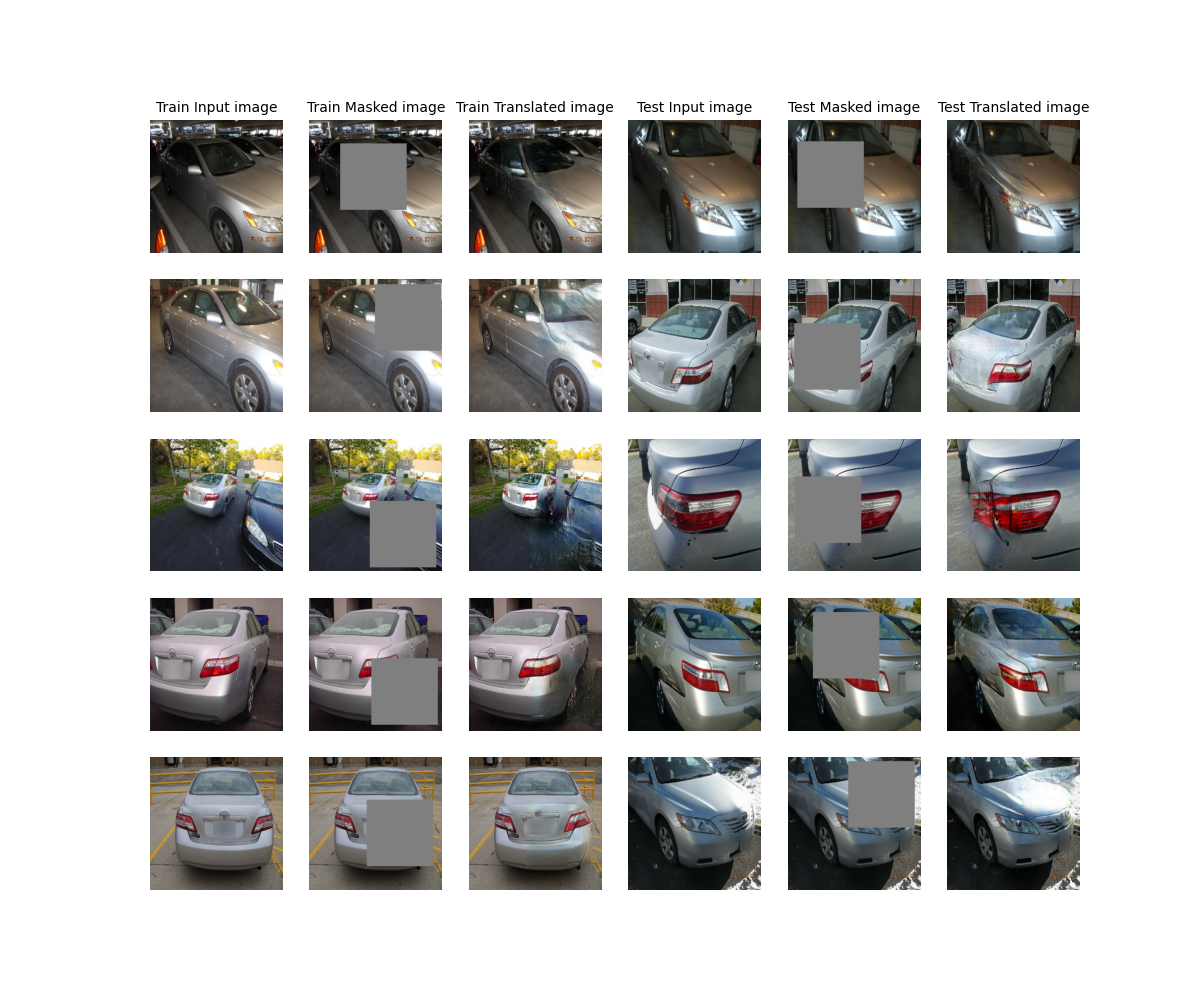 Train Input image
Train Masked image
Train Translated image
Test Input image
Test Masked image
Test Translated image